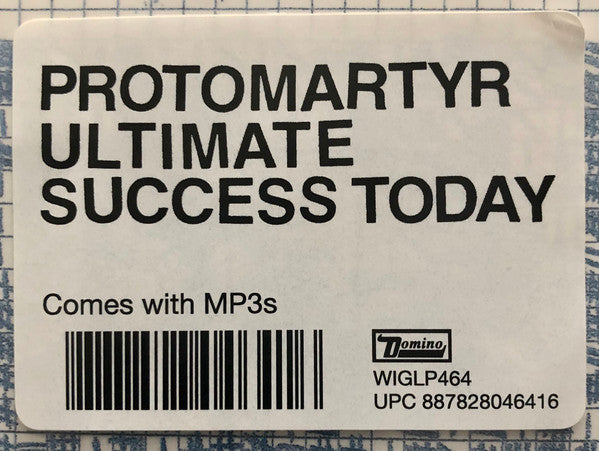 PROTOMARTYR
ULTIMATE
SUCCESS TODAY
Comes with MP3s
Domino
WIGLP464
UPC 887828046416